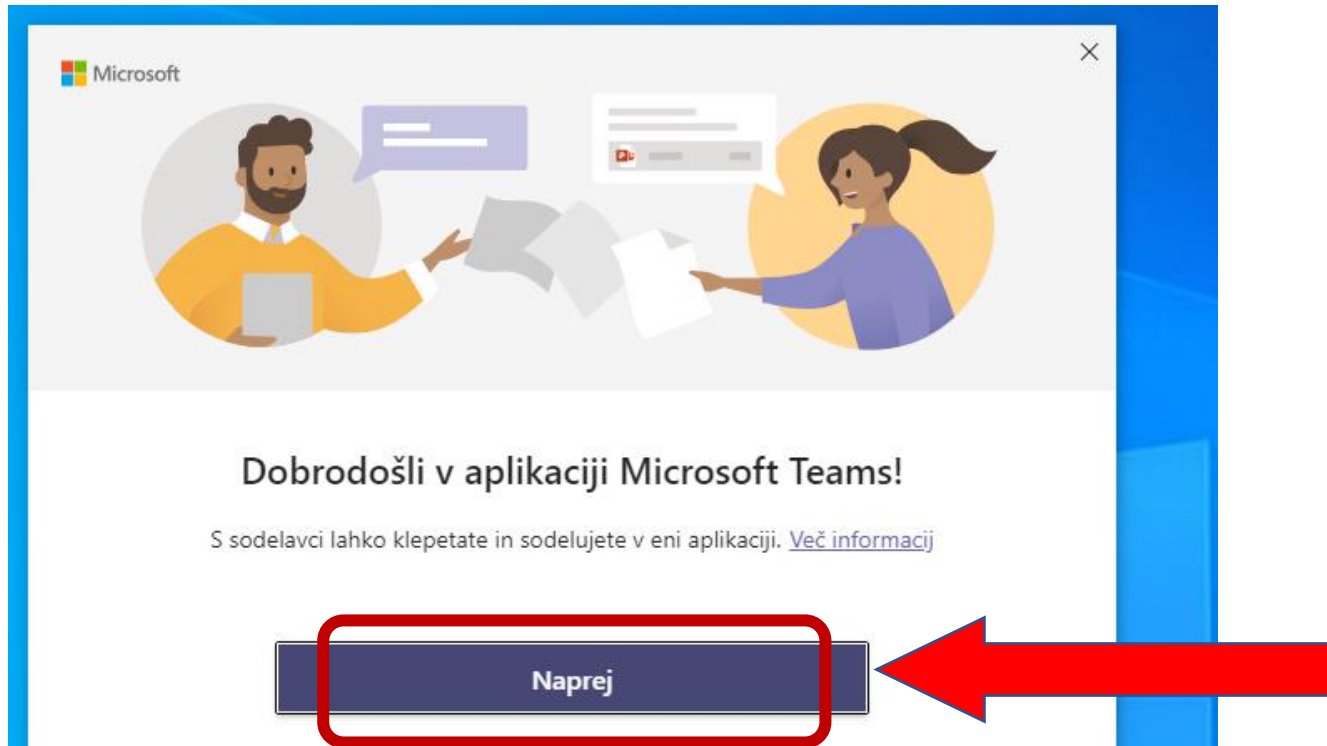 Microsoft
Dobrodošli v aplikaciji Microsoft Teams!
S sodelavci lahko klepetate in sodelujete v eni aplikaciji. Več informacij
Naprej